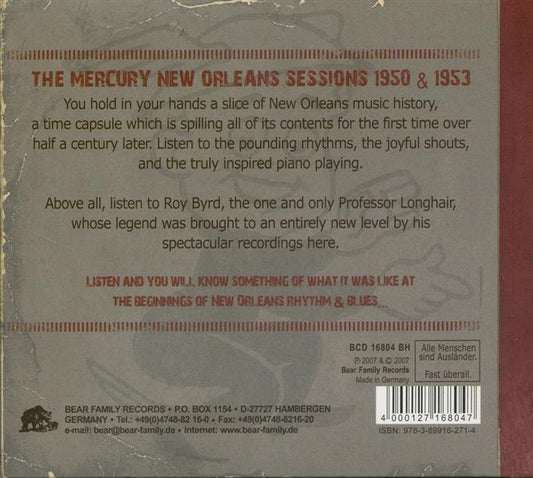 THE MERCURY NEW ORLEANS SESSIONS 1950 & 1953
You hold in your hands a slice of New Orleans music history,
a time capsule which is spilling all of its contents for the first time over
half a century later. Listen to the pounding rhythms, the joyful shouts,
and the truly inspired piano playing.
Above all, listen to Roy Byrd, the one and only Professor Longhair,
whose legend was brought to an entirely new level by his
spectacular recordings here.
LISTEN AND YOU WILL KNOW SOMETHING OF WHAT IT WAS LIKE AT
THE BEGINNINGS OF NEW ORLEANS RHYTHM & BLUES...
BCD 16804 BH
℗ 2007 & © 2007
Bear Family Records
Made in Germany
Alle Menschen
sind Ausländer.
Fast überall.
BEAR FAMILY RECORDS • P.O. BOX 1154 • D-27727 HAMBERGEN
GERMANY • Tel.: +49(0)4748-82 16-0 • Fax: +49(0)4748-8216-20
e-mail: bear@bear-family.de • Internet: www.bear-family.de
4 000127 168047
ISBN: 978-3-89916-271-4